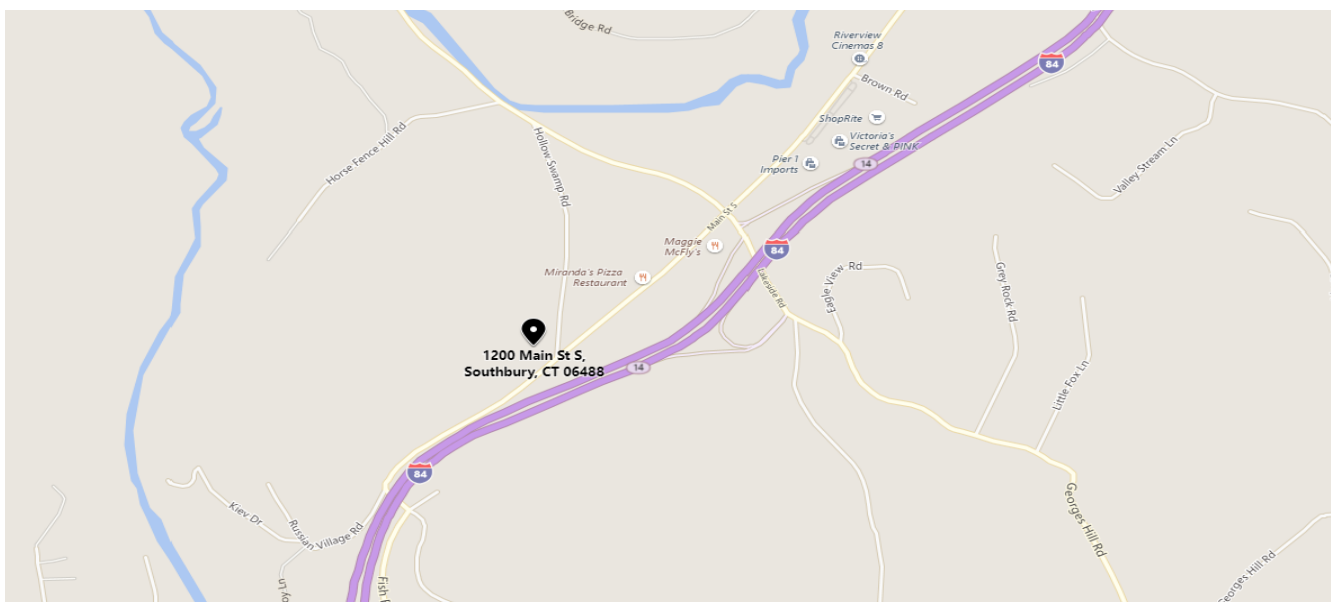 Bridge Rd
Riverview
Cinemas 8
84
Brown Rd
ShopRite
Victoria's
Secret & PINK
Pier 1
Imports
14
Horse Fence Hill Rd
Hollow Swamp Rd
Valley Stream Ln
Main St S
Maggie
McFly's
84
Miranda's Pizza
Restaurant
Lakeside Rd
Eagle View Rd
Grey Rock Rd
1200 Main St S,
Southbury, CT 06488
14
Little Fox Ln
84
Kiev Dr
Russian Village Rd
Georges Hill Rd
Georges Hill Rd
Ln
Fish